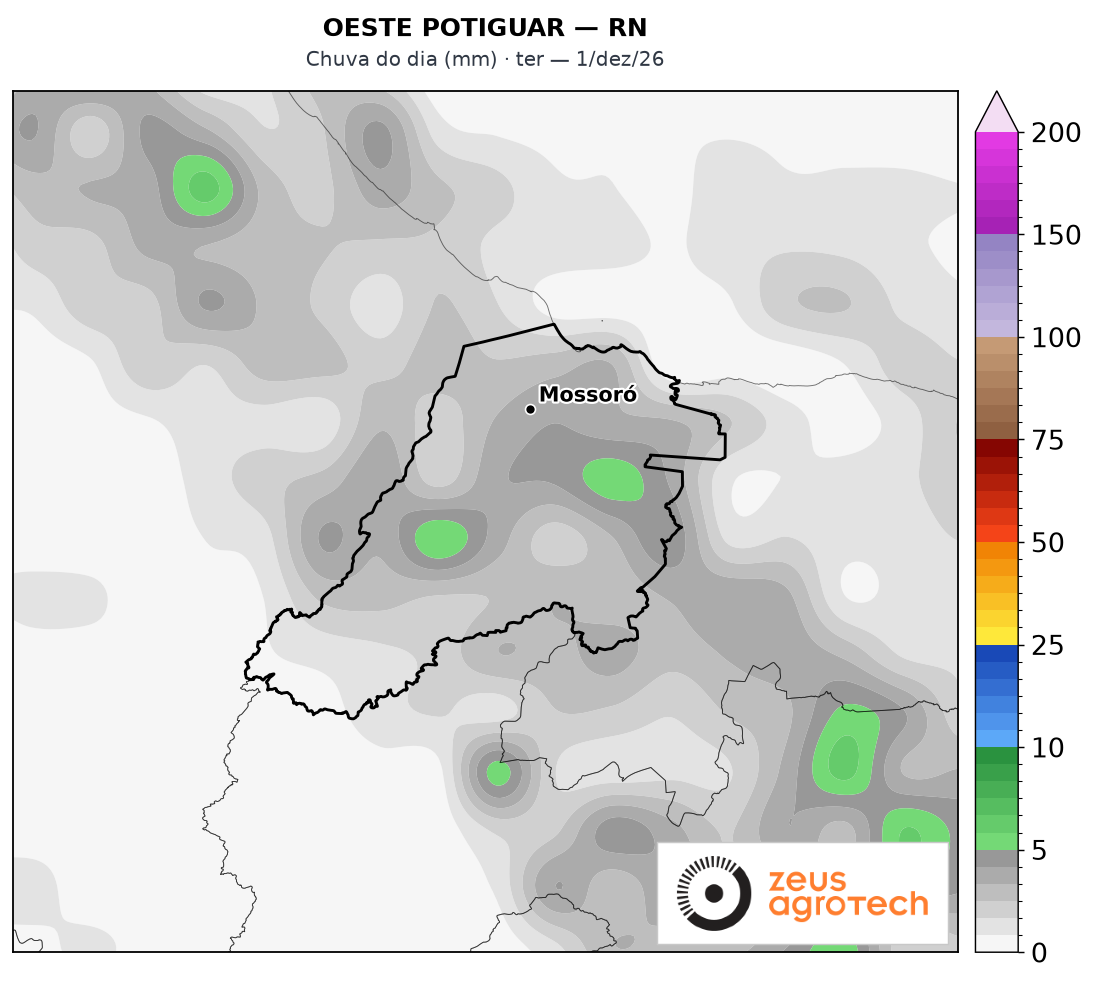 OESTE POTIGUAR — RN
Chuva do dia (mm) · ter — 1/dez/26
Mossoró
200
150
100
75
50
25
10
5
0
zeus
agrotech